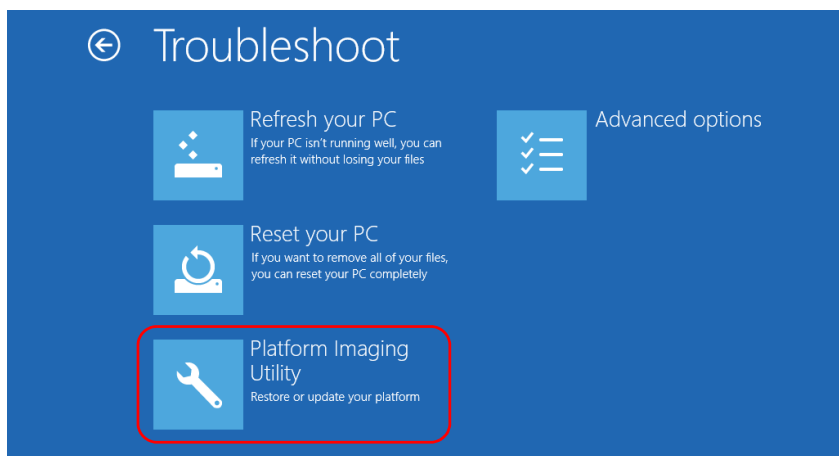 Troubleshoot
Refresh your PC
If your PC isn't running well, you can
refresh it without losing your files
Reset your PC
If you want to remove all of your files,
you can reset your PC completely
Platform Imaging
Utility
Restore or update your platform
Advanced options